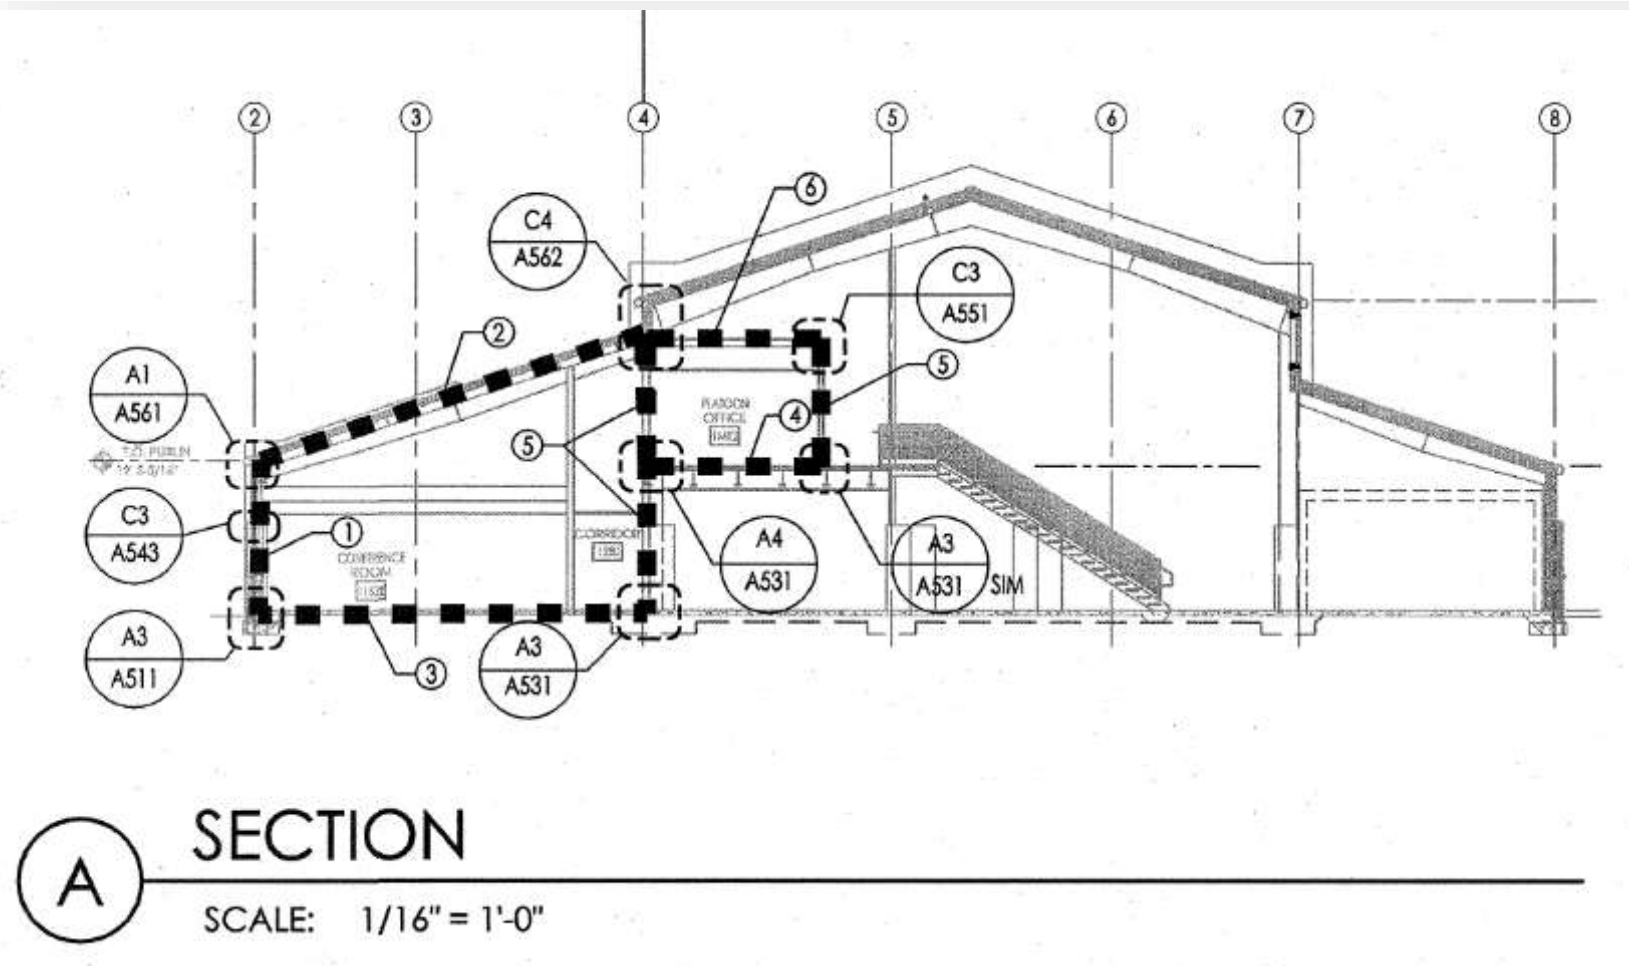 2
3
4
5
6
7
8
6
C4
A562
C3
A551
2
A1
A561
5
T.O. PURLIN
PLATOON
OFFICE
4
5
C3
A543
1
CONFERENCE
ROOM
CORRIDOR
A4
A531
A3
A531
SIM
A3
A511
3
A3
A531
A
SECTION
SCALE: 1/16" = 1'-0"